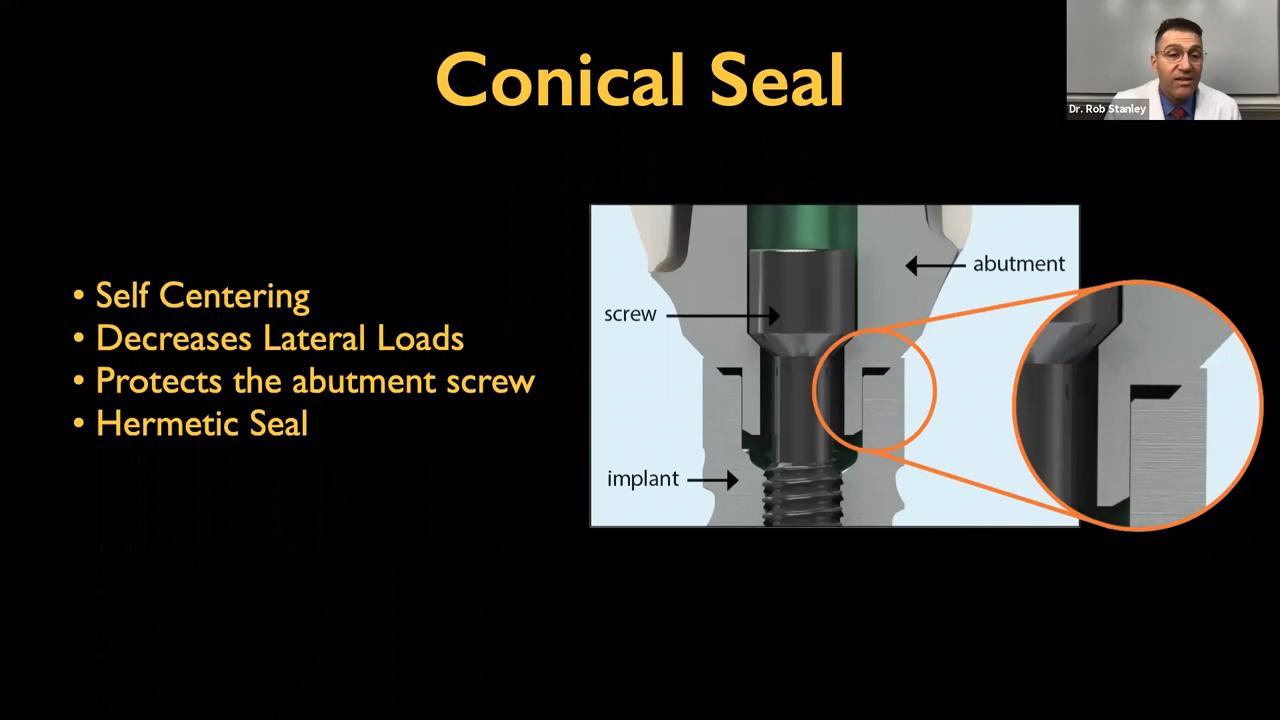 Conical Seal
Dr. Rob Stanley
• Self Centering
• Decreases Lateral Loads
• Protects the abutment screw
• Hermetic Seal
abutment
screw
implant